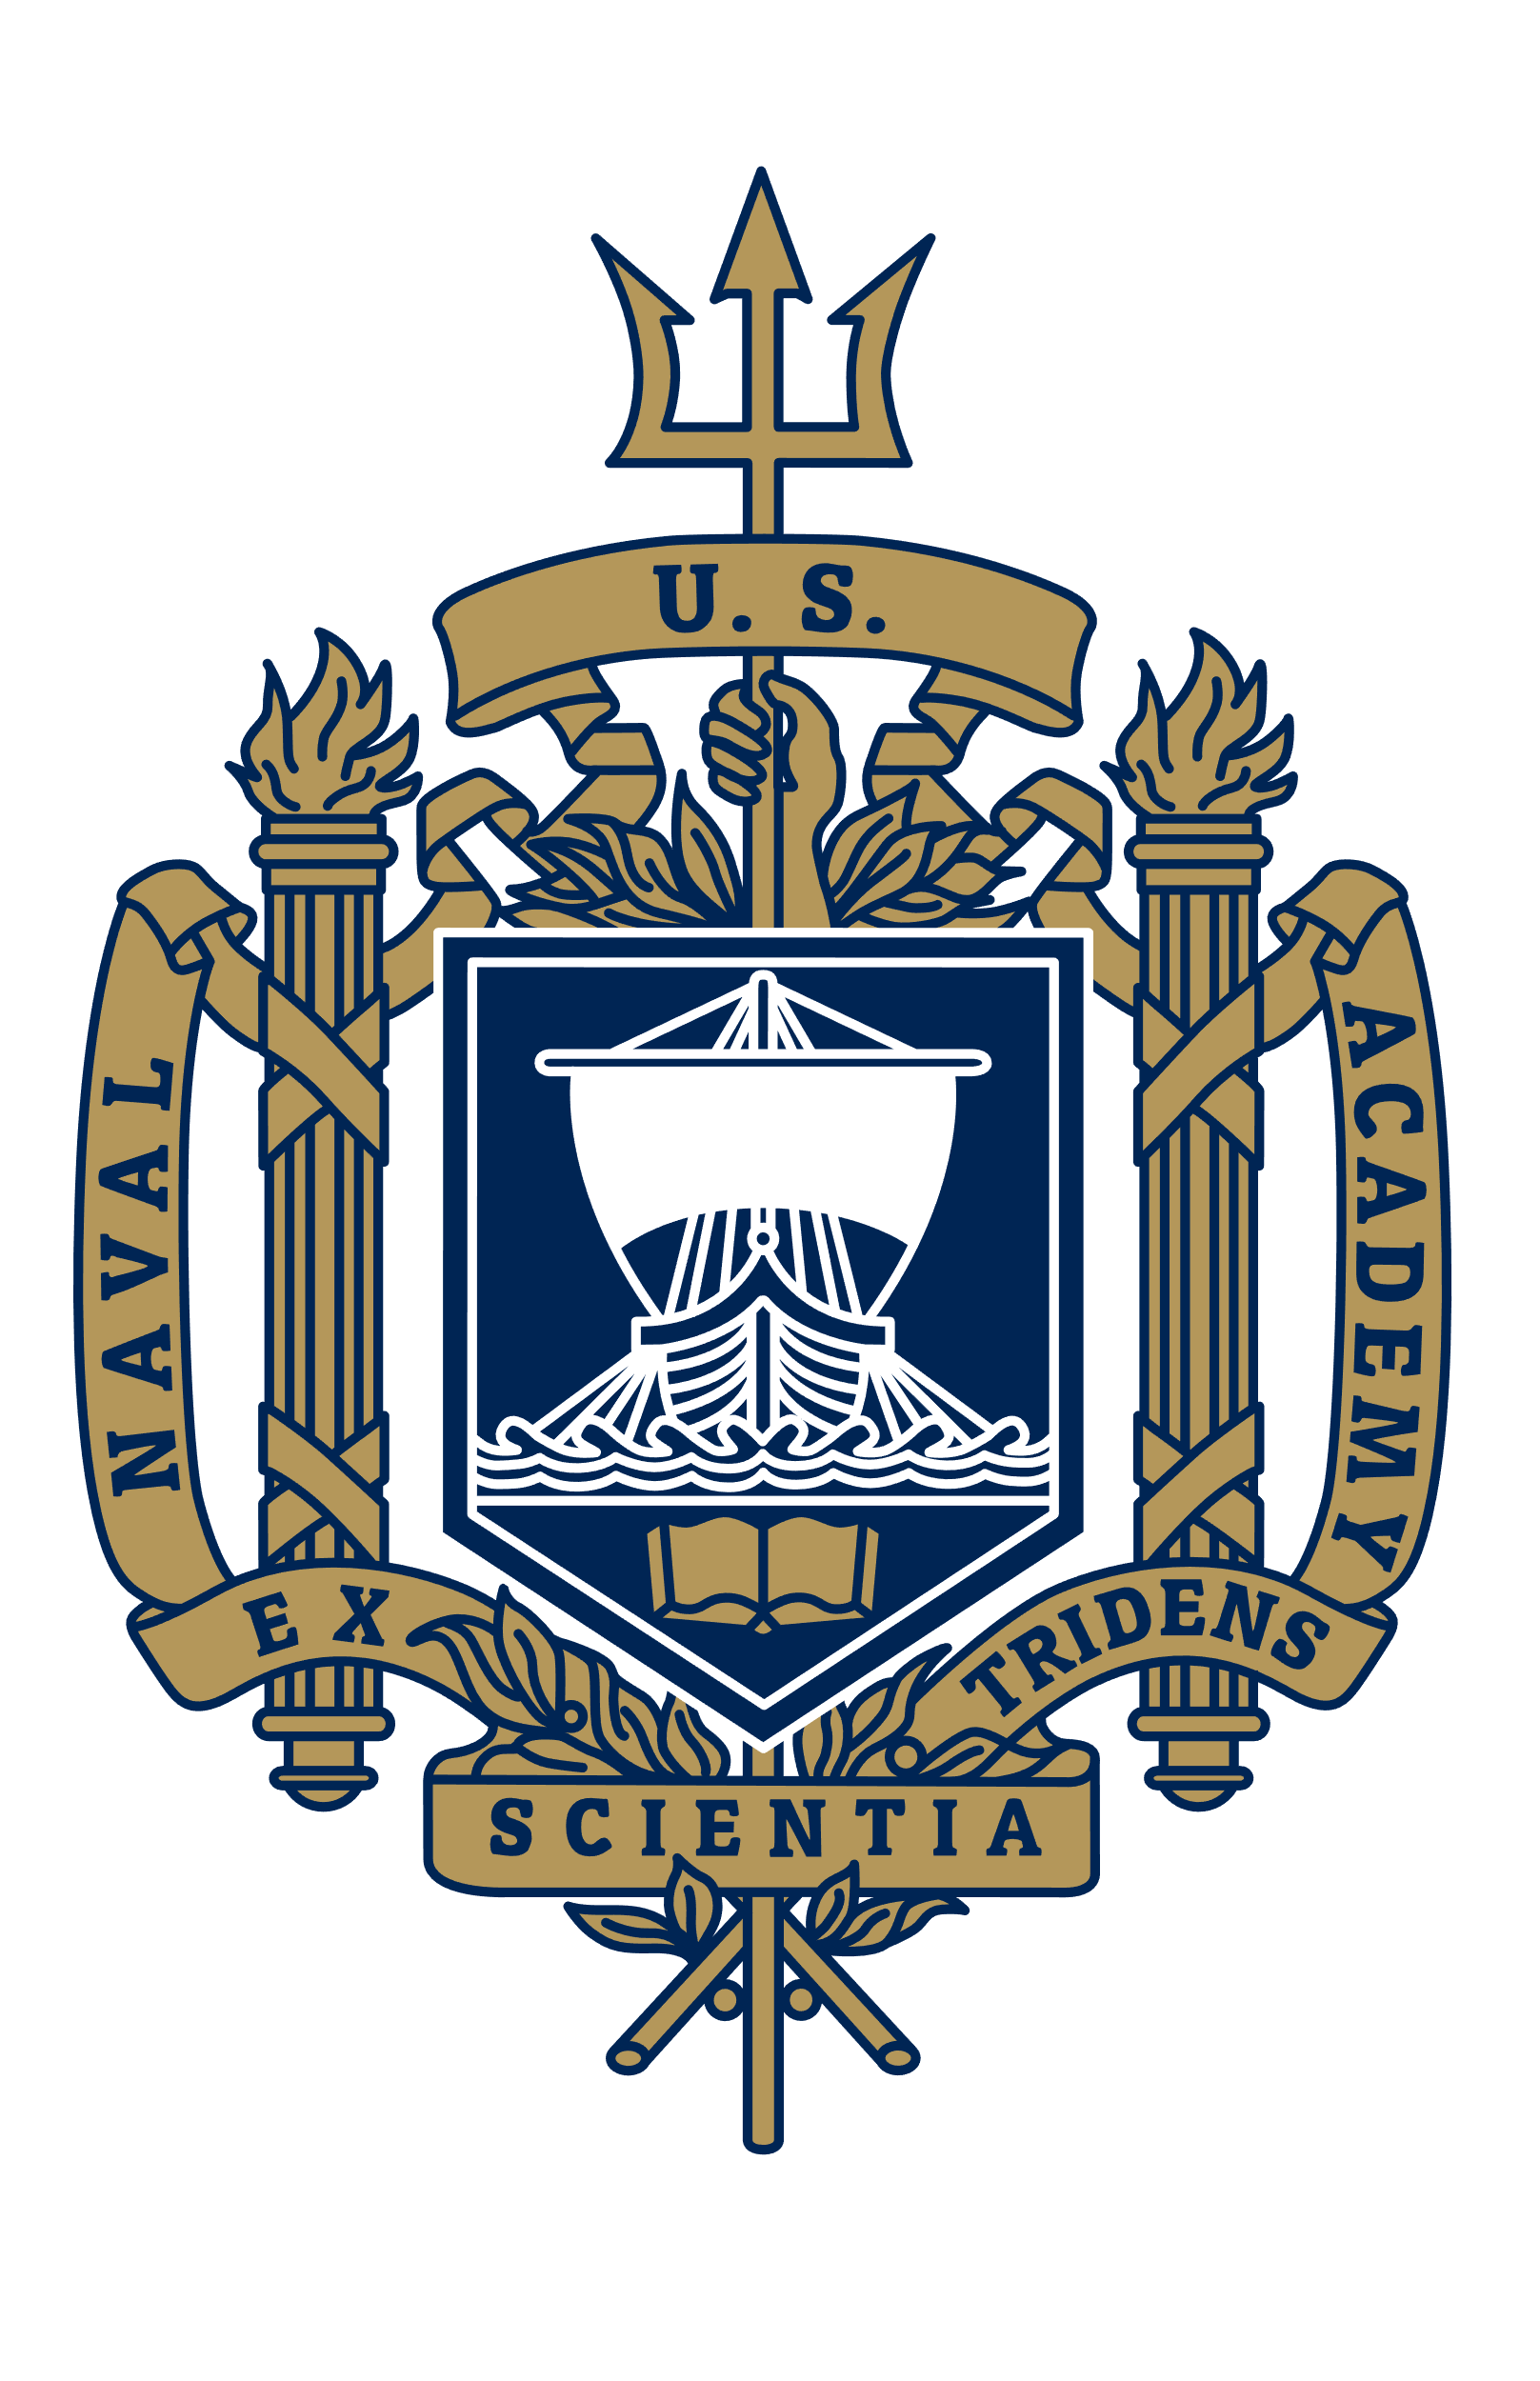 U. S.
NAVAL
ACADEMY
EX
TRIDENS
SCIENTIA